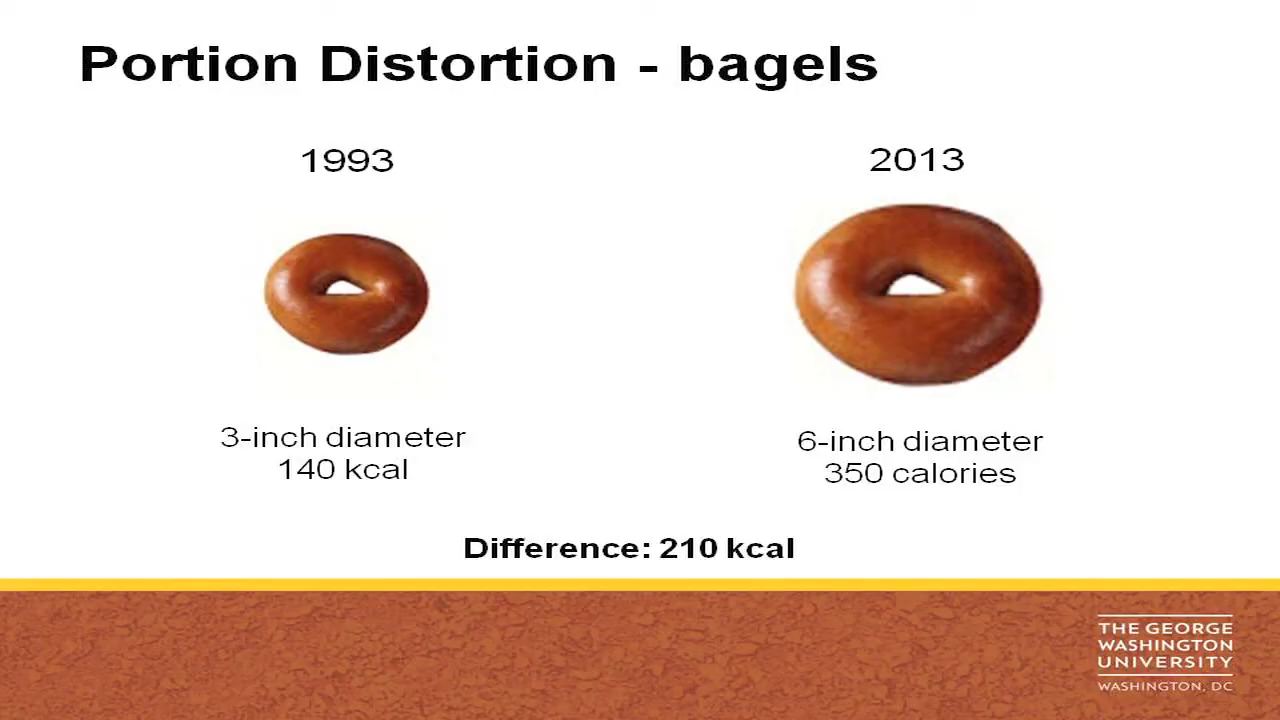 Portion Distortion - bagels
1993
2013
3-inch diameter
140 kcal
6-inch diameter
350 calories
Difference: 210 kcal
THE GEORGE
WASHINGTON
UNIVERSITY
WASHINGTON, DC